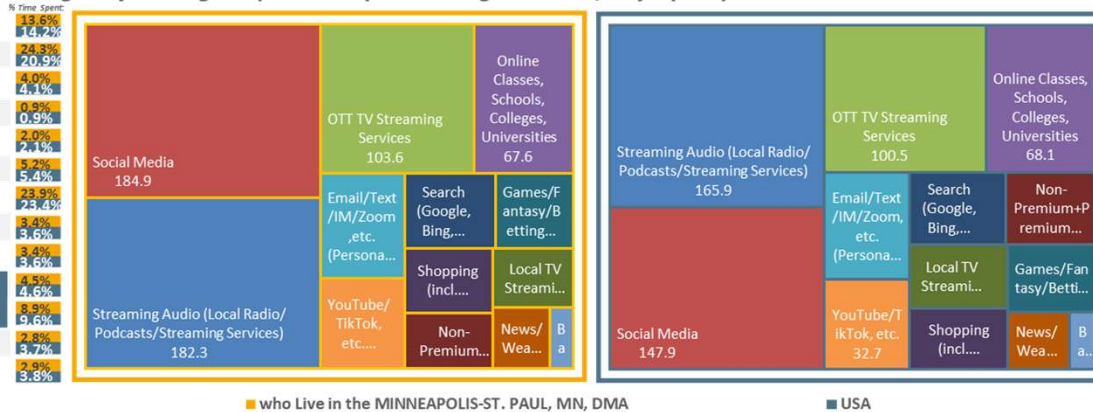 % Time Spent:
13.6%
14.2%
24.3%
20.9%
4.0%
4.1%
0.9%
0.9%
2.0%
2.1%
5.2%
5.4%
23.9%
23.4%
3.4%
3.6%
3.4%
3.6%
4.5%
4.6%
8.9%
9.6%
2.8%
3.7%
2.9%
3.8%
Social Media
184.9
Streaming Audio (Local Radio/
Podcasts/Streaming Services)
182.3
OTT TV Streaming
Services
103.6
Online
Classes,
Schools,
Colleges,
Universities
67.6
Email/Text
/IM/Zoom
,etc.
(Persona...
Search
(Google,
Bing,...
Games/F
antasy/B
etting...
Shopping
(incl....
Local TV
Streami...
YouTube/
TikTok,
etc....
Non-
Premium...
News/
Wea...
B
a
Streaming Audio (Local Radio/
Podcasts/Streaming Services)
165.9
Social Media
147.9
OTT TV Streaming
Services
100.5
Online Classes,
Schools,
Colleges,
Universities
68.1
Email/Text
/IM/Zoom,
etc.
(Persona...
Search
(Google,
Bing,...
Non-
Premium+P
remium...
Local TV
Streami...
Games/Fan
tasy/Betti...
YouTube/T
ikTok, etc.
32.7
Shopping
(incl....
News/
Wea...
B
a...
who Live in the MINNEAPOLIS-ST. PAUL, MN, DMA
USA